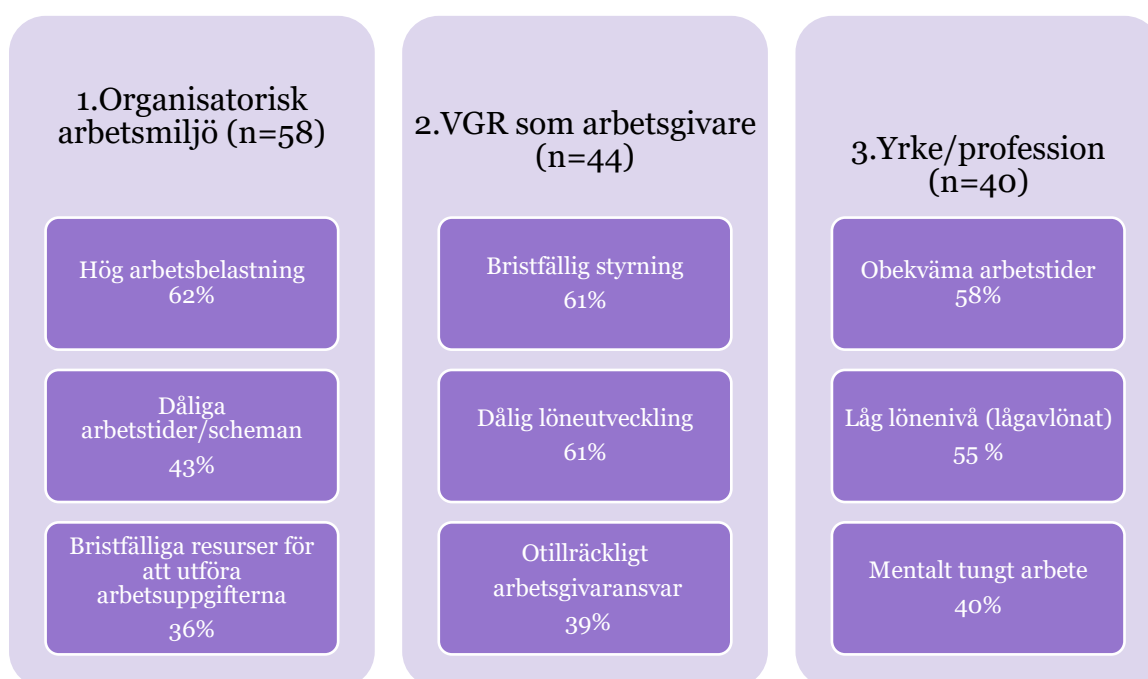 1.Organisatorisk
arbetsmiljö (n=58)
Hög arbetsbelastning
62%
Dåliga
arbetstider/scheman
43%
Bristfälliga resurser för
att utföra
arbetsuppgifterna
36%
2.VGR som arbetsgivare
(n=44)
Bristfällig styrning
61%
Dålig löneutveckling
61%
Otillräckligt
arbetsgivaransvar
39%
3.Yrke/profession
(n=40)
Obekväma arbetstider
58%
Låg lönenivå (lågavlönat)
55 %
Mentalt tungt arbete
40%